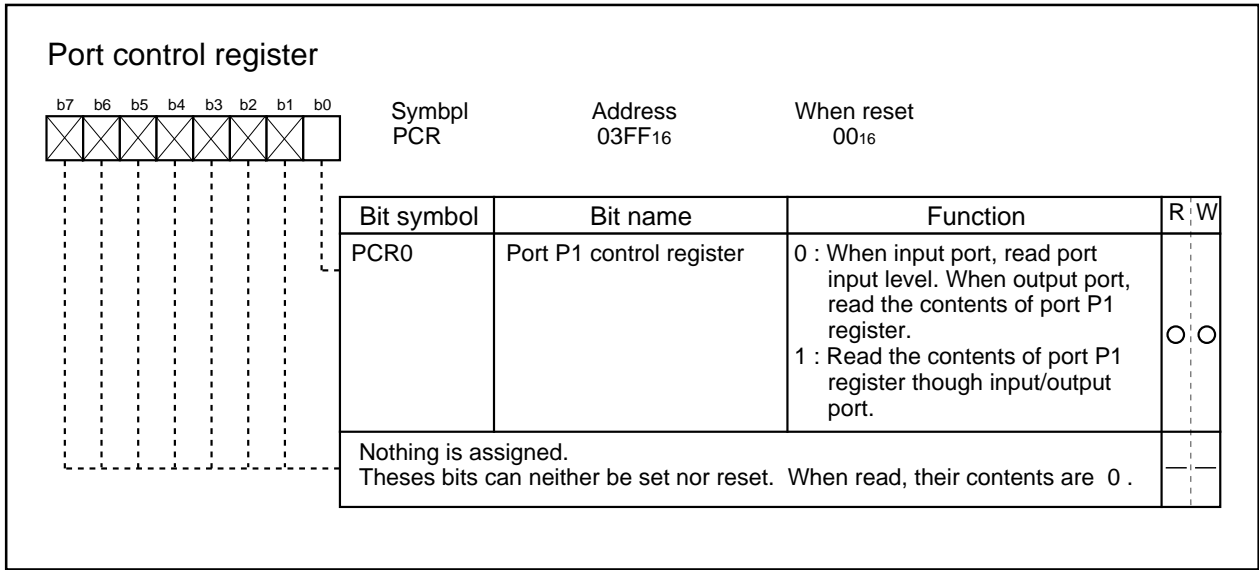 Port control register
b7 b6 b5 b4 b3 b2 b1 b0
Symbpl Address When reset
PCR 03FF16 0016
Bit symbol Bit name Function R W
PCR0 Port P1 control register 0 : When input port, read port
input level. When output port,
read the contents of port P1
register.
1 : Read the contents of port P1
register though input/output
port.
Nothing is assigned.
Theses bits can neither be set nor reset. When read, their contents are 0 .